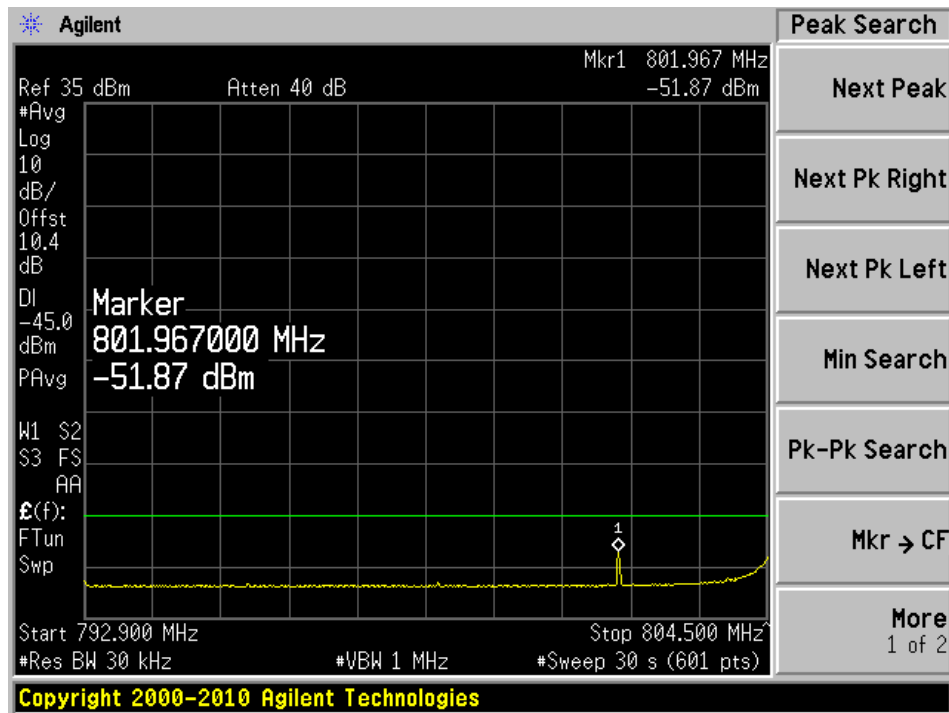 Agilent
Peak Search
Mkr1 801.967 MHz
Ref 35 dBm Atten 40 dB -51.87 dBm
#Avg
Log
10
dB/
Offst
10.4
dB
DI
-45.0
dBm
PAvg
Marker
801.967000 MHz
-51.87 dBm
W1 S2
S3 FS
AA
£(f):
FTun
Swp
1
Start 792.900 MHz Stop 804.500 MHz^
#Res BW 30 kHz #VBW 1 MHz #Sweep 30 s (601 pts)
Next Peak
Next Pk Right
Next Pk Left
Min Search
Pk-Pk Search
Mkr → CF
More
1 of 2
Copyright 2000-2010 Agilent Technologies